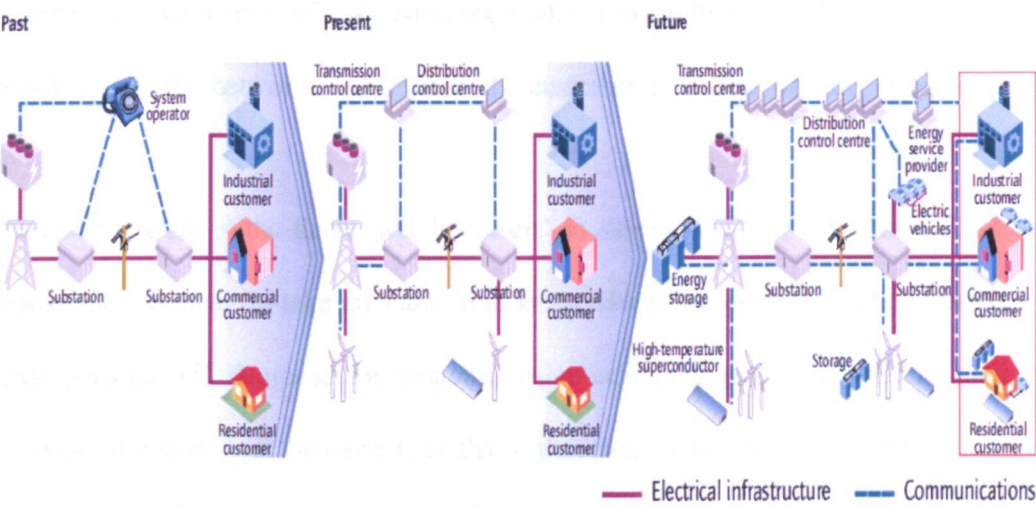 Past
Present
Future
System
operator
Industrial
customer
Substation
Substation
Commercial
customer
Residential
customer
Transmission
control centre
Distribution
control centre
Industrial
customer
Substation
Substation
Commercial
customer
Residential
customer
Transmission
control centre
Distribution
control centre
Energy
service
provider
Industrial
customer
Electric
vehicles
Energy
storage
Substation
Substation
Commercial
customer
High-temperature
superconductor
Storage
Residential
customer
Electrical infrastructure
Communications